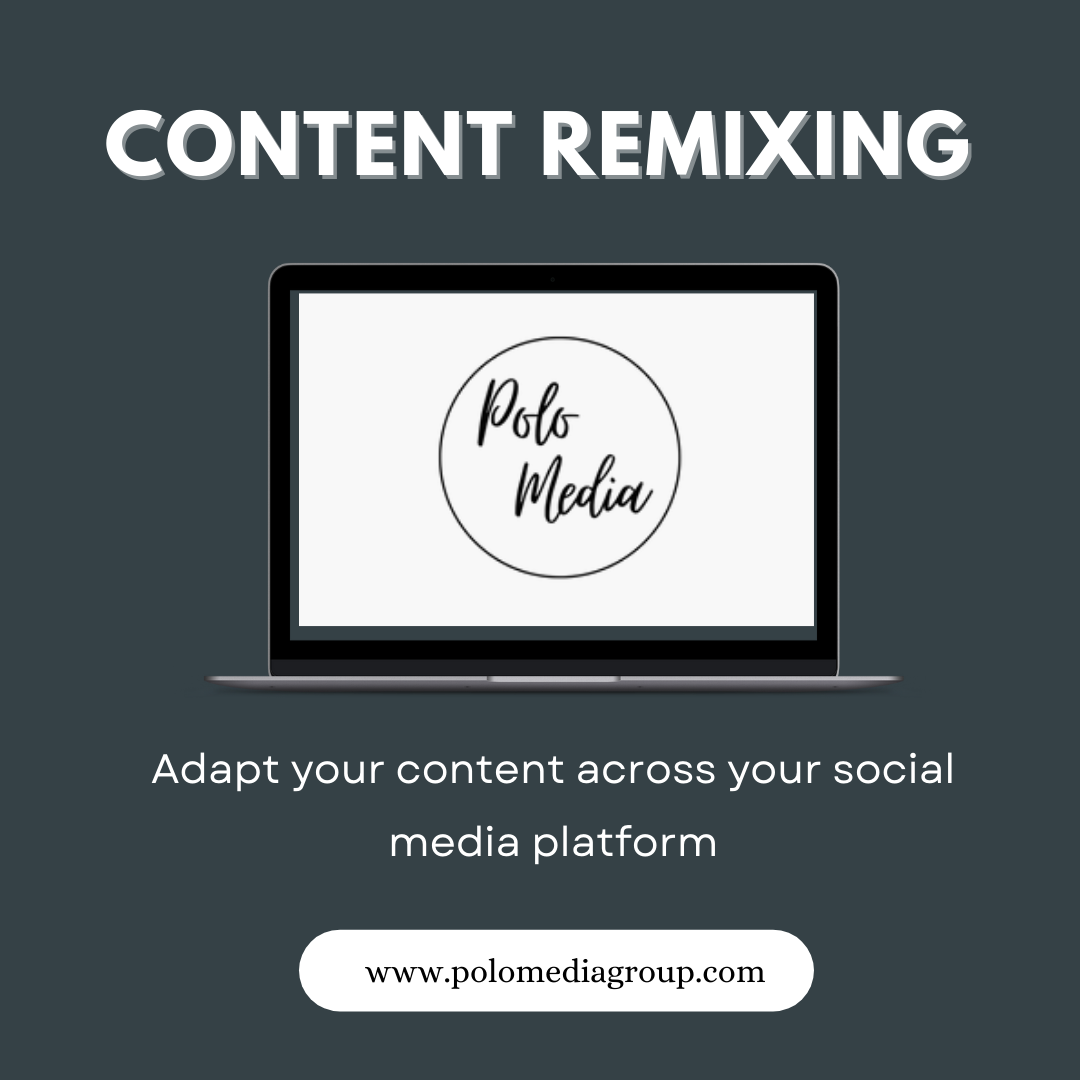 CONTENT REMIXING
Polo
Media
Adapt your content across your social
media platform
www.polomediagroup.com